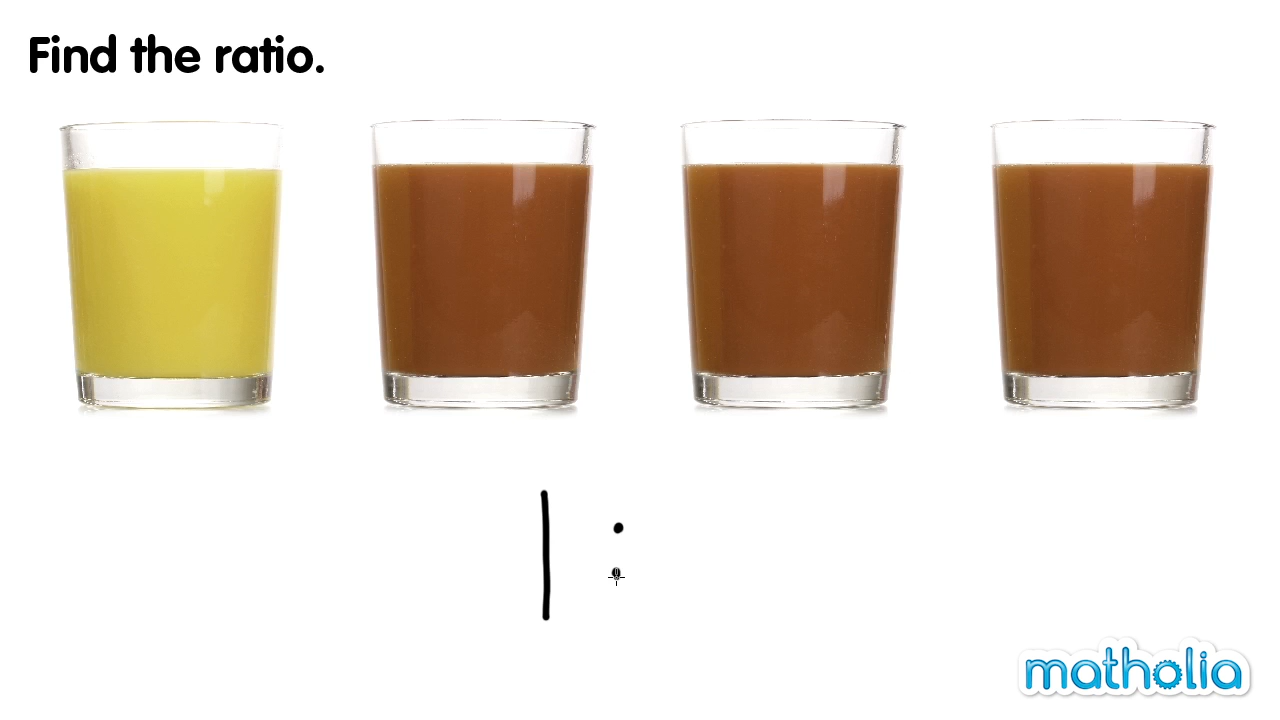 Find the ratio.
1 :
matholia